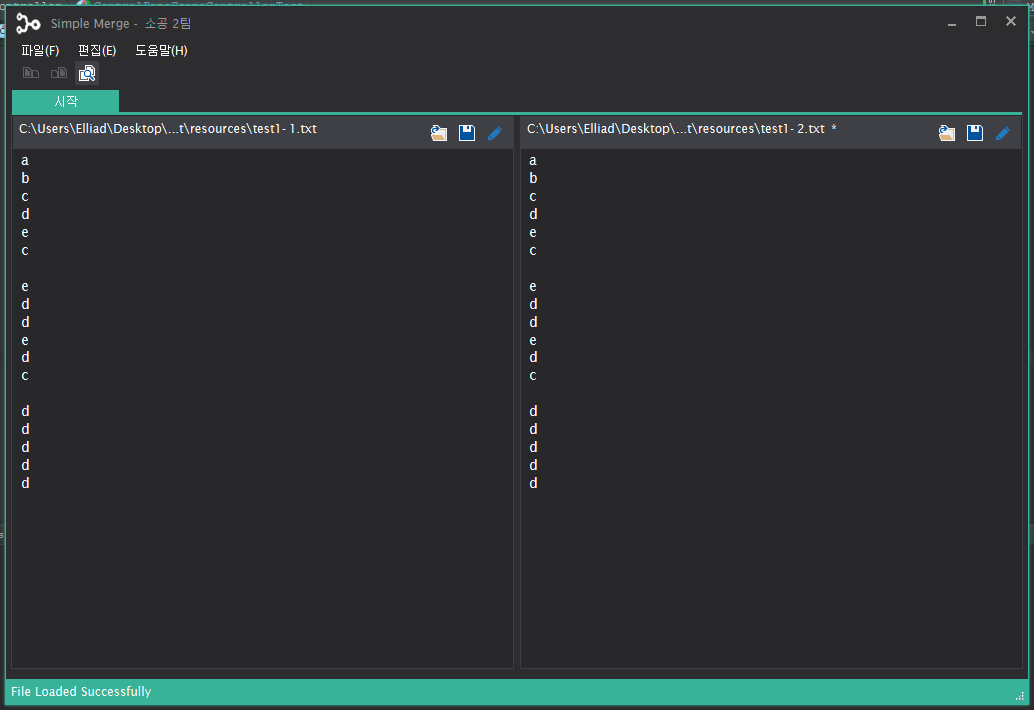 Simple Merge - 소공 2팀
파일(F) 편집(E) 도움말(H)
시작
C:\Users\Elliad\Desktop\...t\resources\test1-1.txt
a
b
c
d
e
c
e
d
d
e
d
c
d
d
d
d
d
C:\Users\Elliad\Desktop\...t\resources\test1-2.txt *
a
b
c
d
e
c
e
d
d
e
d
c
d
d
d
d
d
File Loaded Successfully